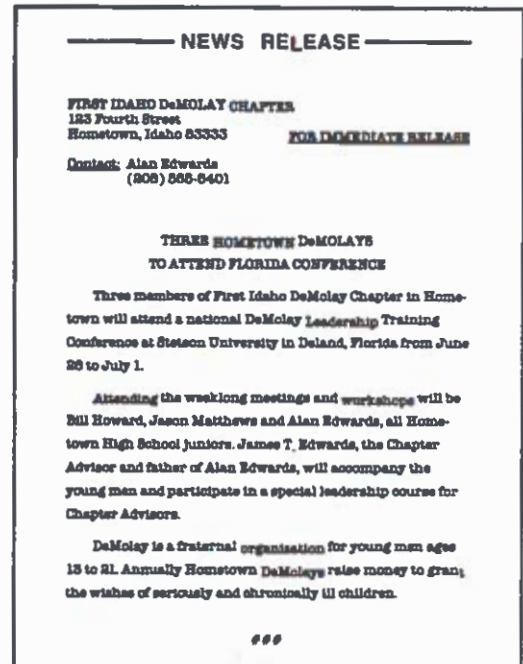 NEWS RELEASE
FIRST IDAHO DeMOLAY CHAPTER
123 Fourth Street
Hometown, Idaho 83333
FOR IMMEDIATE RELEASE
Contact: Alan Edwards
(208) 555-6401
THREE HOMETOWN DeMOLAYS
TO ATTEND FLORIDA CONFERENCE
Three members of First Idaho DeMolay Chapter in Home-
town will attend a national DeMolay Leadership Training
Conference at Stetson University in Deland, Florida from June
26 to July 1.
Attending the weeklong meetings and workshops will be
Bill Howard, Jason Matthews and Alan Edwards, all Home-
town High School juniors. James T. Edwards, the Chapter
Advisor and father of Alan Edwards, will accompany the
young men and participate in a special leadership course for
Chapter Advisors.
DeMolay is a fraternal organization for young men ages
13 to 21. Annually Hometown DeMolays raise money to grant
the wishes of seriously and chronically ill children.
###